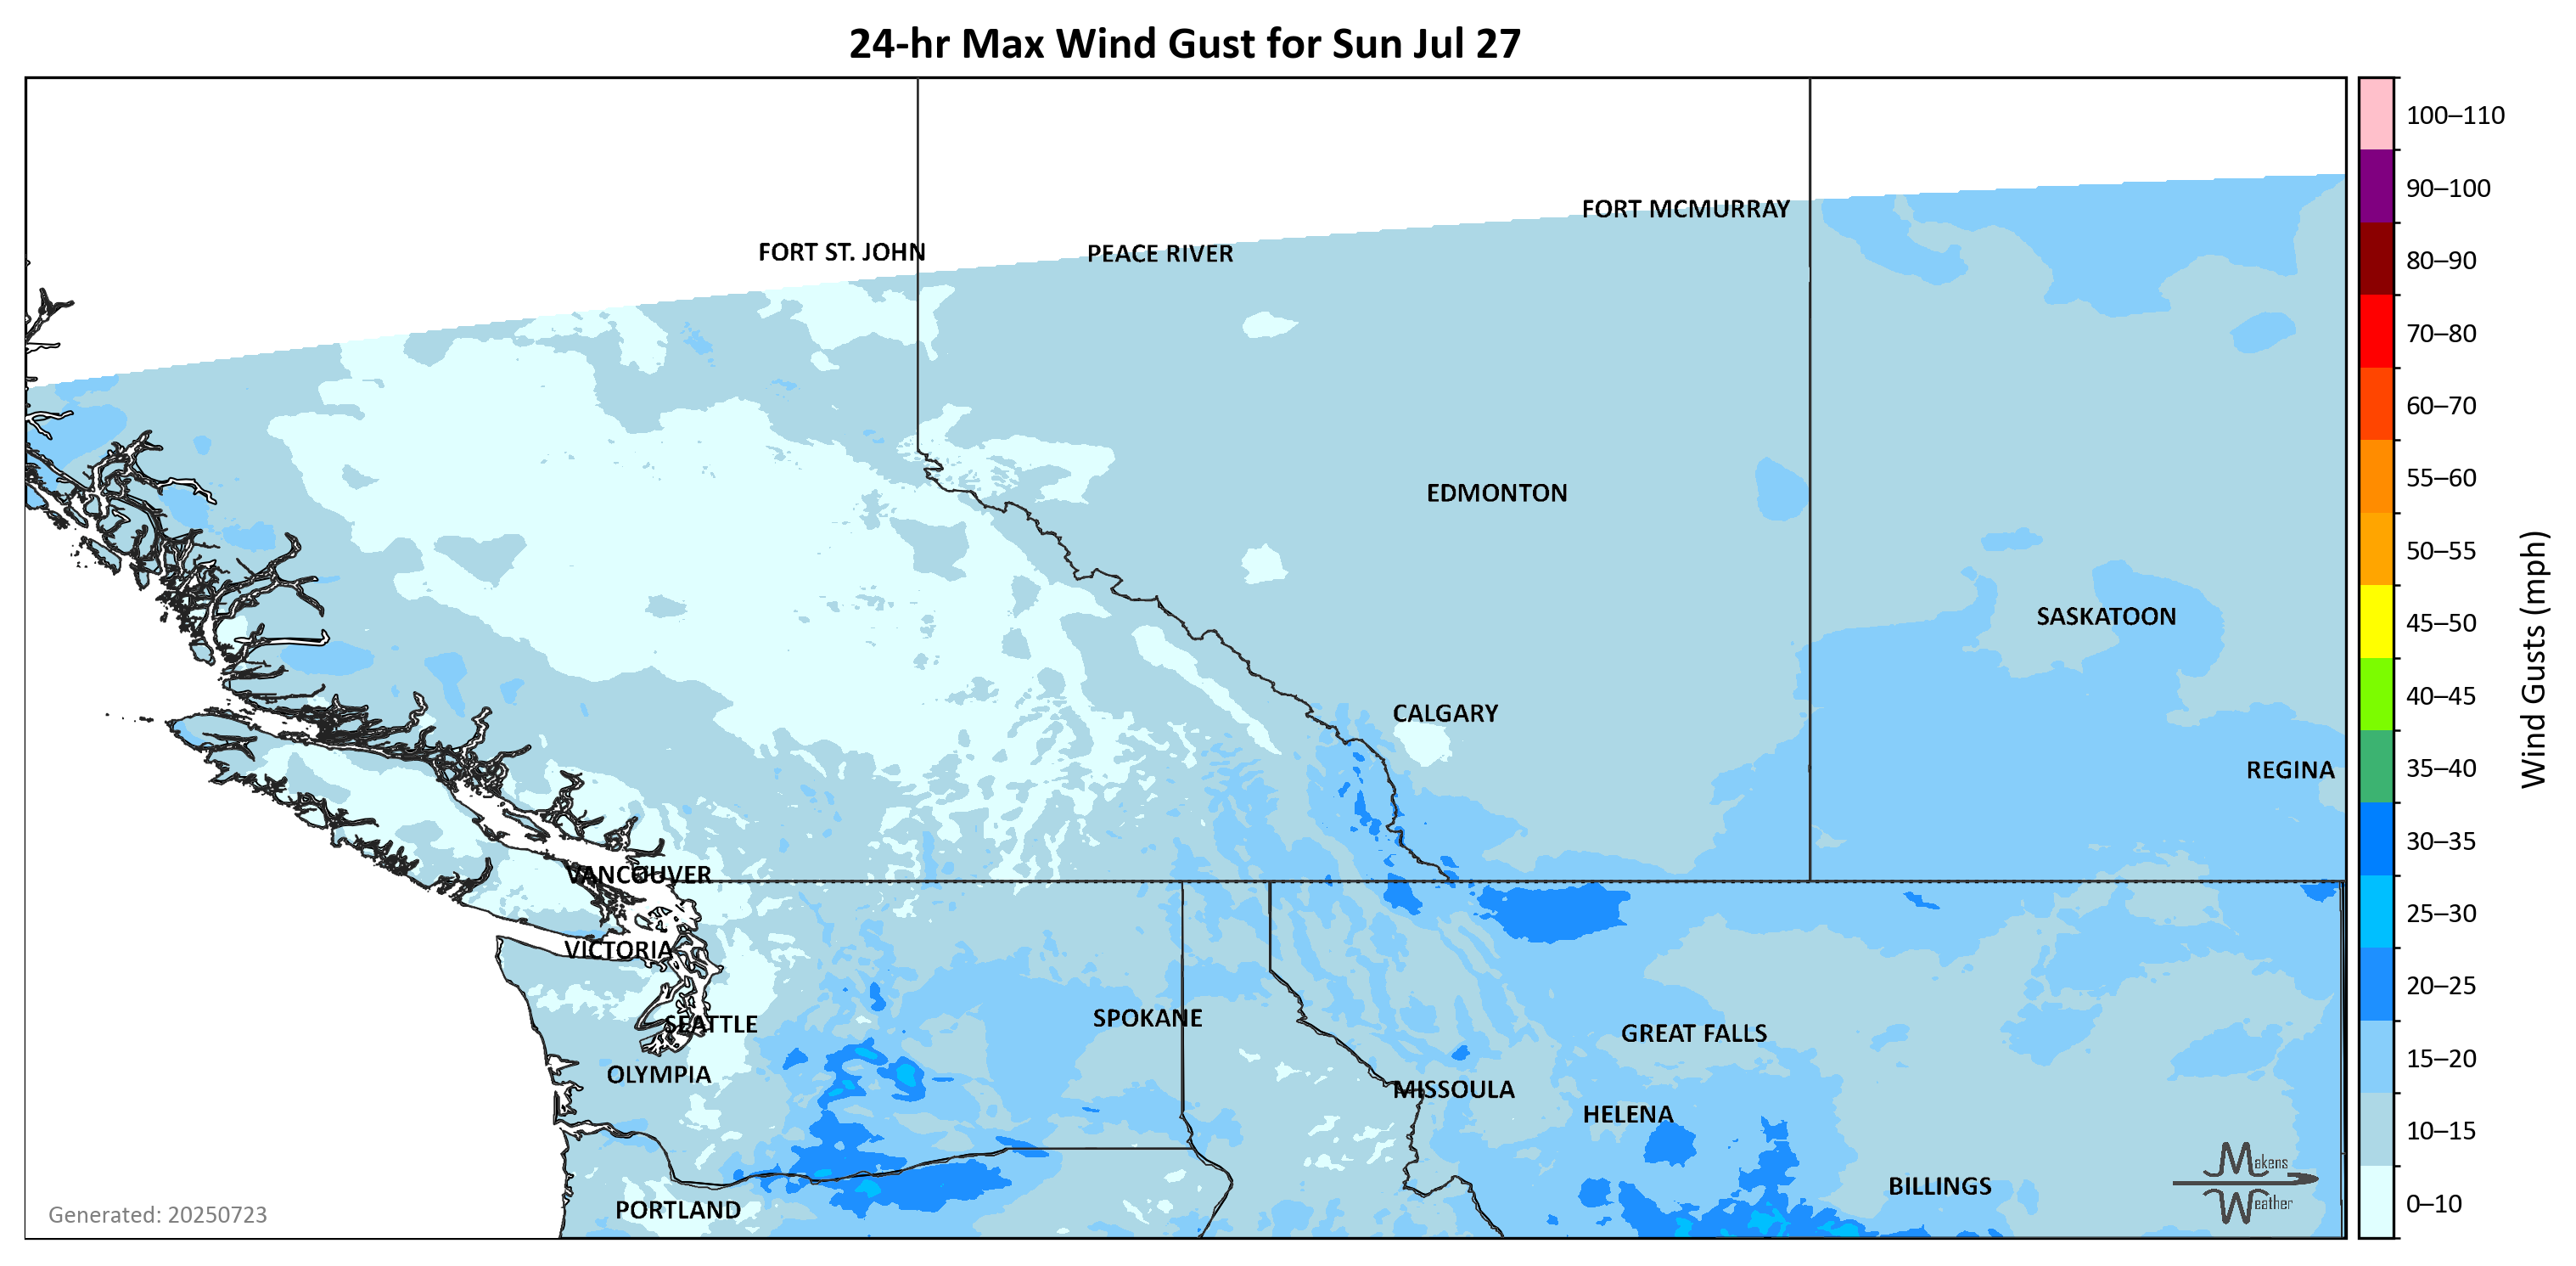 24-hr Max Wind Gust for Sun Jul 27
100–110
90–100
80–90
70–80
60–70
55–60
50–55
45–50
40–45
35–40
30–35
25–30
20–25
15–20
10–15
0–10
Wind Gusts (mph)
FORT MCMURRAY
FORT ST. JOHN
PEACE RIVER
EDMONTON
SASKATOON
CALGARY
REGINA
VANCOUVER
VICTORIA
SEATTLE
SPOKANE
GREAT FALLS
OLYMPIA
MISSOULA
HELENA
BILLINGS
PORTLAND
Makens
Weather
Generated: 20250723